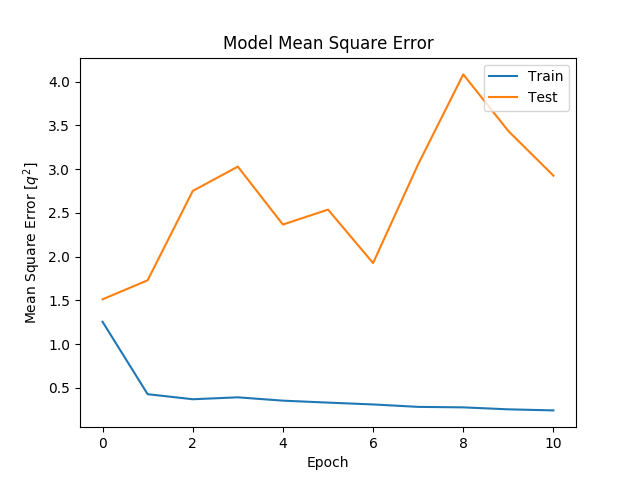 Model Mean Square Error
Train
Test
4.0
3.5
3.0
2.5
2.0
1.5
1.0
0.5
Mean Square Error [q²]
0 2 4 6 8 10
Epoch